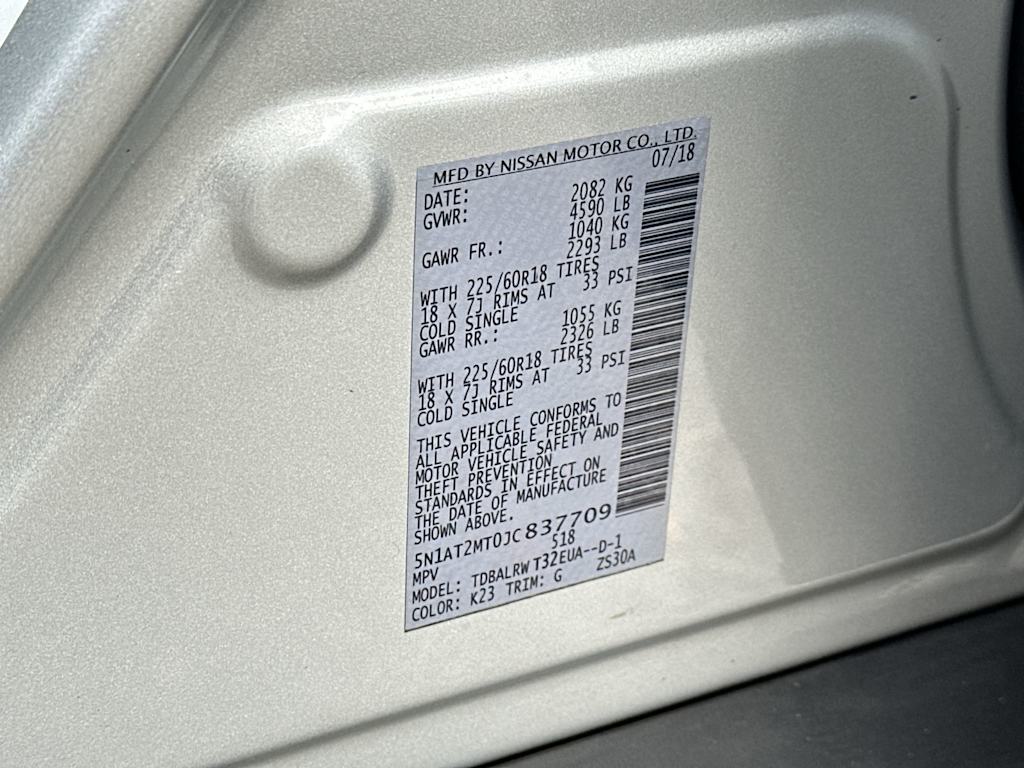 MFD BY NISSAN MOTOR CO., LTD.
DATE: 07/18
GVWR: 2082 KG
4590 LB
GAWR FR.: 1040 KG
2293 LB
WITH 225/60R18 TIRES
18 X 7J RIMS AT 33 PSI
COLD SINGLE
GAWR RR.: 1055 KG
2326 LB
WITH 225/60R18 TIRES
18 X 7J RIMS AT 33 PSI
COLD SINGLE
THIS VEHICLE CONFORMS TO
ALL APPLICABLE FEDERAL
MOTOR VEHICLE SAFETY AND
THEFT PREVENTION
STANDARDS IN EFFECT ON
THE DATE OF MANUFACTURE
SHOWN ABOVE.
5N1AT2MT0JC837709
MPV 518
MODEL: TDBALRW T32EUA--D-1
COLOR: K23 TRIM: G ZS30A